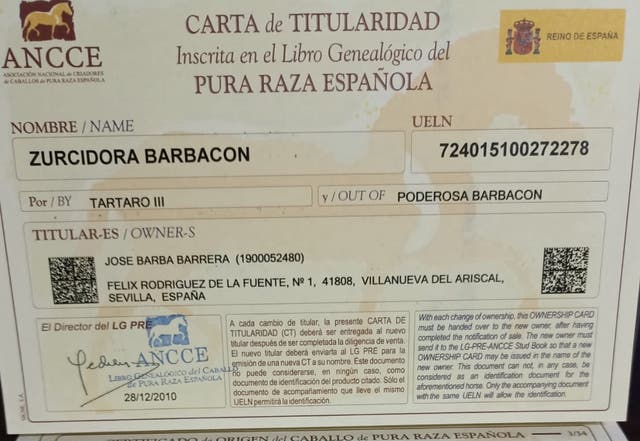 ANCCE
ASOCIACIÓN NACIONAL DE CRIADORES
DE CABALLOS DE PURA RAZA ESPAÑOLA
CARTA de TITULARIDAD
Inscrita en el Libro Genealógico del
PURA RAZA ESPAÑOLA
REINO DE ESPAÑA
NOMBRE / NAME
UELN
ZURCIDORA BARBACON
724015100272278
Por / BY TARTARO III
y / OUT OF PODEROSA BARBACON
TITULAR-ES / OWNER-S
JOSE BARBA BARRERA (1900052480)
FELIX RODRIGUEZ DE LA FUENTE, Nº 1, 41808, VILLANUEVA DEL ARISCAL,
SEVILLA, ESPAÑA
El Director del LG PRE
ANCCE
LIBRO GENEALÓGICO del CABALLO
de PURA RAZA ESPAÑOLA
28/12/2010
A cada cambio de titular, la presente CARTA DE
TITULARIDAD (CT) deberá ser entregada al nuevo
titular después de ser completada la diligencia de venta.
El nuevo titular deberá enviarla al LG PRE para la
emisión de una nueva CT a su nombre. Este documento
no puede considerarse, en ningún caso, como
documento de identificación del producto citado. Sólo el
documento de acompañamiento que lleve el mismo
UELN permitirá la identificación.
With each change of ownership, this OWNERSHIP CARD
must be handed over to the new owner, after having
completed the notification of sale. The new owner must
send it to the LG-PRE-ANCCE Stud Book so that a new
OWNERSHIP CARD may be issued in the name of the
new owner. This document can not, in any case, be
considered as an identification document for the
aforementioned horse. Only the accompanying document
with the same UELN will allow the identification.
CERTIFICADO de ORIGEN del CABALLO de PURA RAZA ESPAÑOLA